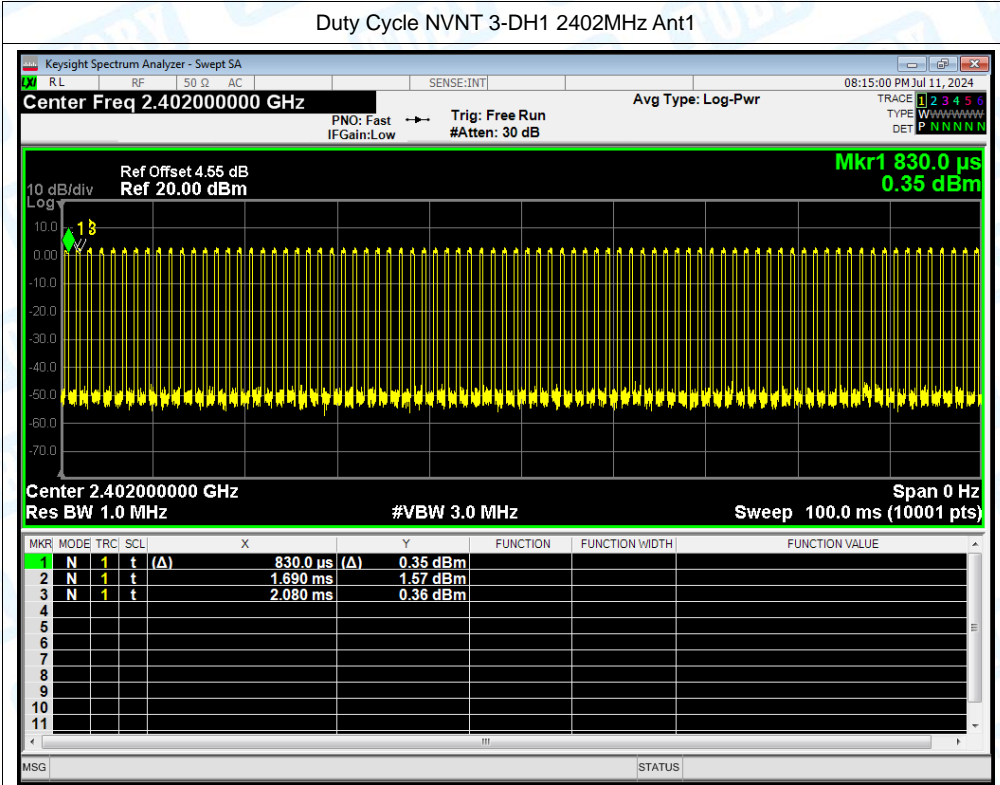 Duty Cycle NVNT 3-DH1 2402MHz Ant1
Keysight Spectrum Analyzer - Swept SA
LXI RL RF 50 Ω AC SENSE:INT 08:15:00 PM Jul 11, 2024
Center Freq 2.402000000 GHz Avg Type: Log-Pwr TRACE 1 2 3 4 5 6
PNO: Fast Trig: Free Run TYPE WWWWWW
IFGain:Low #Atten: 30 dB DET P N N N N N
Mkr1 830.0 µs
0.35 dBm
Ref Offset 4.55 dB
10 dB/div Ref 20.00 dBm
Log
10.0
0.00
-10.0
-20.0
-30.0
-40.0
-50.0
-60.0
-70.0
1 3
Center 2.402000000 GHz Span 0 Hz
Res BW 1.0 MHz #VBW 3.0 MHz Sweep 100.0 ms (10001 pts)
MKR MODE TRC SCL X Y FUNCTION FUNCTION WIDTH FUNCTION VALUE
1 N 1 t (Δ) 830.0 µs (Δ) 0.35 dBm
2 N 1 t 1.690 ms 1.57 dBm
3 N 1 t 2.080 ms 0.36 dBm
4
5
6
7
8
9
10
11
MSG STATUS